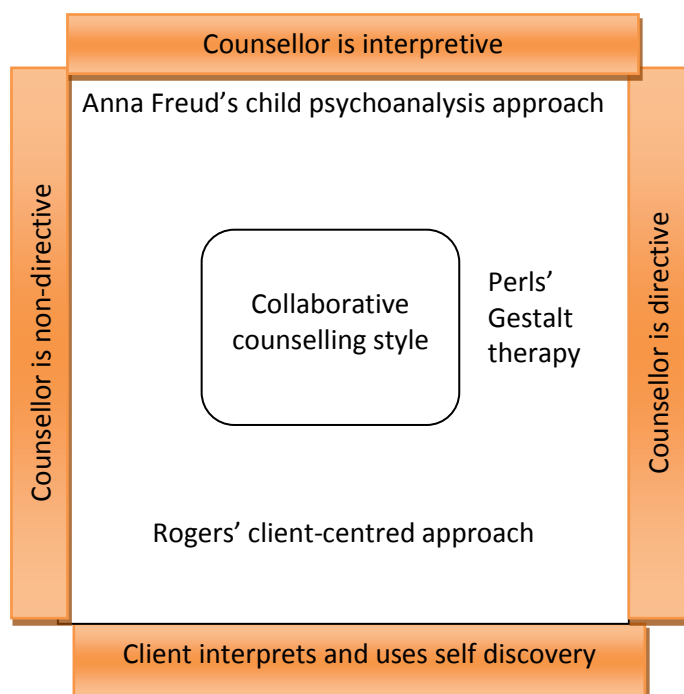 Counsellor is interpretive
Anna Freud’s child psychoanalysis approach
Counsellor is non-directive
Collaborative
counselling style
Perls’
Gestalt
therapy
Counsellor is directive
Rogers’ client-centred approach
Client interprets and uses self discovery